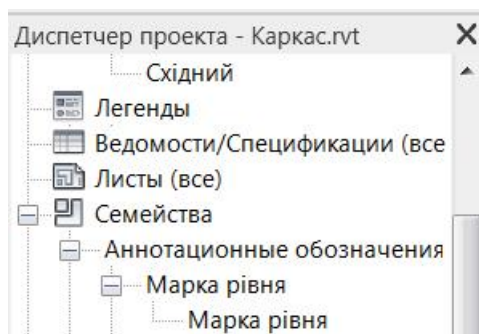 Диспетчер проекта - Каркас.rvt
Східний
Легенды
Ведомости/Спецификации (все
Листы (все)
Семейства
Аннотационные обозначения
Марка рівня
Марка рівня